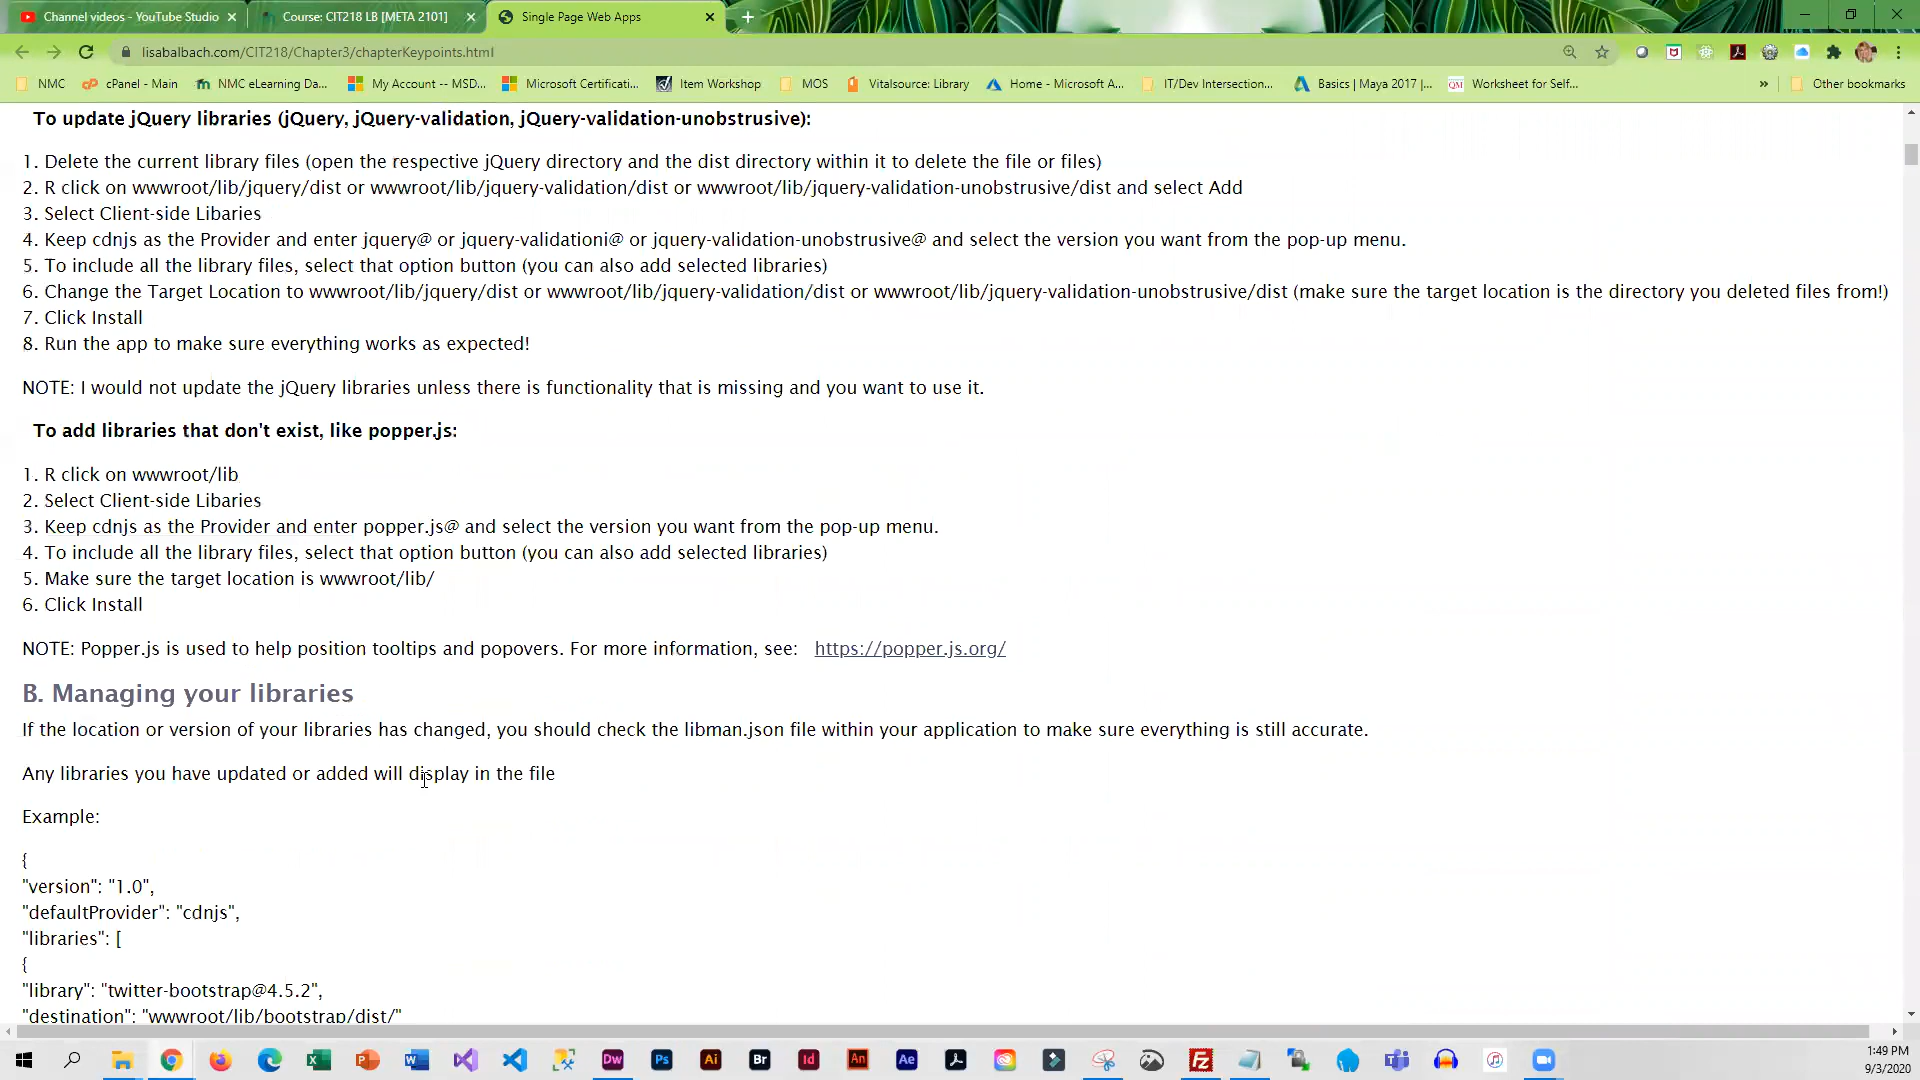 Channel videos - YouTube Studio
Course: CIT218 LB [META 2101]
Single Page Web Apps
lisabalbach.com/CIT218/Chapter3/chapterKeypoints.html
NMC
cPanel - Main
NMC eLearning Da...
My Account -- MSD...
Microsoft Certificati...
Item Workshop
MOS
Vitalsource: Library
Home - Microsoft A...
IT/Dev Intersection...
Basics | Maya 2017 |...
Worksheet for Self...
Other bookmarks
To update jQuery libraries (jQuery, jQuery-validation, jQuery-validation-unobstrusive):
1. Delete the current library files (open the respective jQuery directory and the dist directory within it to delete the file or files)
2. R click on wwwroot/lib/jquery/dist or wwwroot/lib/jquery-validation/dist or wwwroot/lib/jquery-validation-unobstrusive/dist and select Add
3. Select Client-side Libaries
4. Keep cdnjs as the Provider and enter jquery@ or jquery-validationi@ or jquery-validation-unobstrusive@ and select the version you want from the pop-up menu.
5. To include all the library files, select that option button (you can also add selected libraries)
6. Change the Target Location to wwwroot/lib/jquery/dist or wwwroot/lib/jquery-validation/dist or wwwroot/lib/jquery-validation-unobstrusive/dist (make sure the target location is the directory you deleted files from!)
7. Click Install
8. Run the app to make sure everything works as expected!
NOTE: I would not update the jQuery libraries unless there is functionality that is missing and you want to use it.
To add libraries that don't exist, like popper.js:
1. R click on wwwroot/lib
2. Select Client-side Libaries
3. Keep cdnjs as the Provider and enter popper.js@ and select the version you want from the pop-up menu.
4. To include all the library files, select that option button (you can also add selected libraries)
5. Make sure the target location is wwwroot/lib/
6. Click Install
NOTE: Popper.js is used to help position tooltips and popovers. For more information, see: https://popper.js.org/
B. Managing your libraries
If the location or version of your libraries has changed, you should check the libman.json file within your application to make sure everything is still accurate.
Any libraries you have updated or added will display in the file
Example:
{
"version": "1.0",
"defaultProvider": "cdnjs",
"libraries": [
{
"library": "twitter-bootstrap@4.5.2",
"destination": "wwwroot/lib/bootstrap/dist/"
1:49 PM
9/3/2020